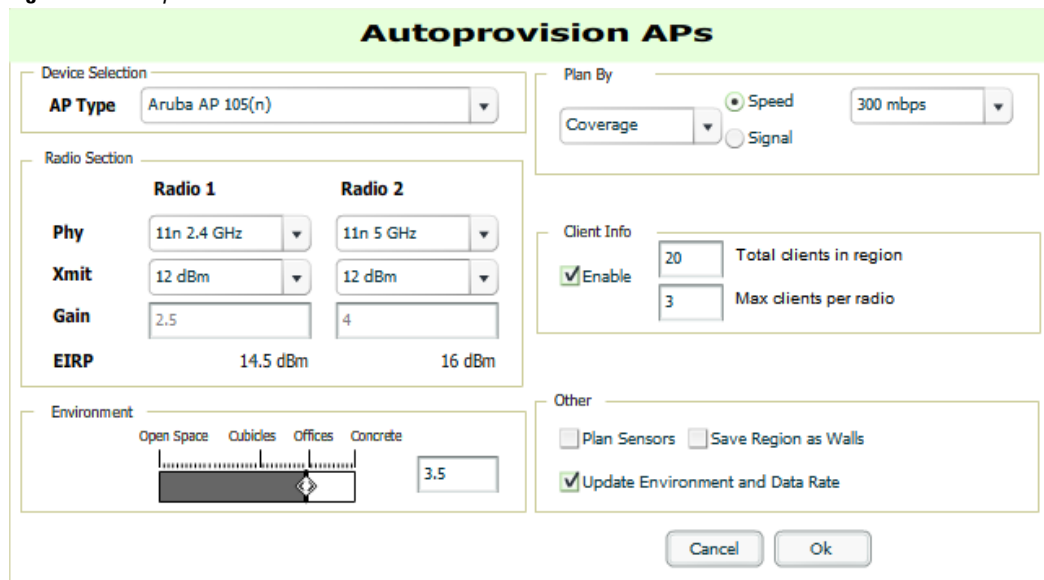 Autoprovision APs
Device Selection
AP Type Aruba AP 105(n)
Plan By
Coverage
Speed
Signal
300 mbps
Radio Section
Radio 1 Radio 2
Phy 11n 2.4 GHz 11n 5 GHz
Xmit 12 dBm 12 dBm
Gain 2.5 4
EIRP 14.5 dBm 16 dBm
Client Info
Enable
20 Total clients in region
3 Max clients per radio
Environment
Open Space Cubicles Offices Concrete
3.5
Other
Plan Sensors Save Region as Walls
Update Environment and Data Rate
Cancel Ok